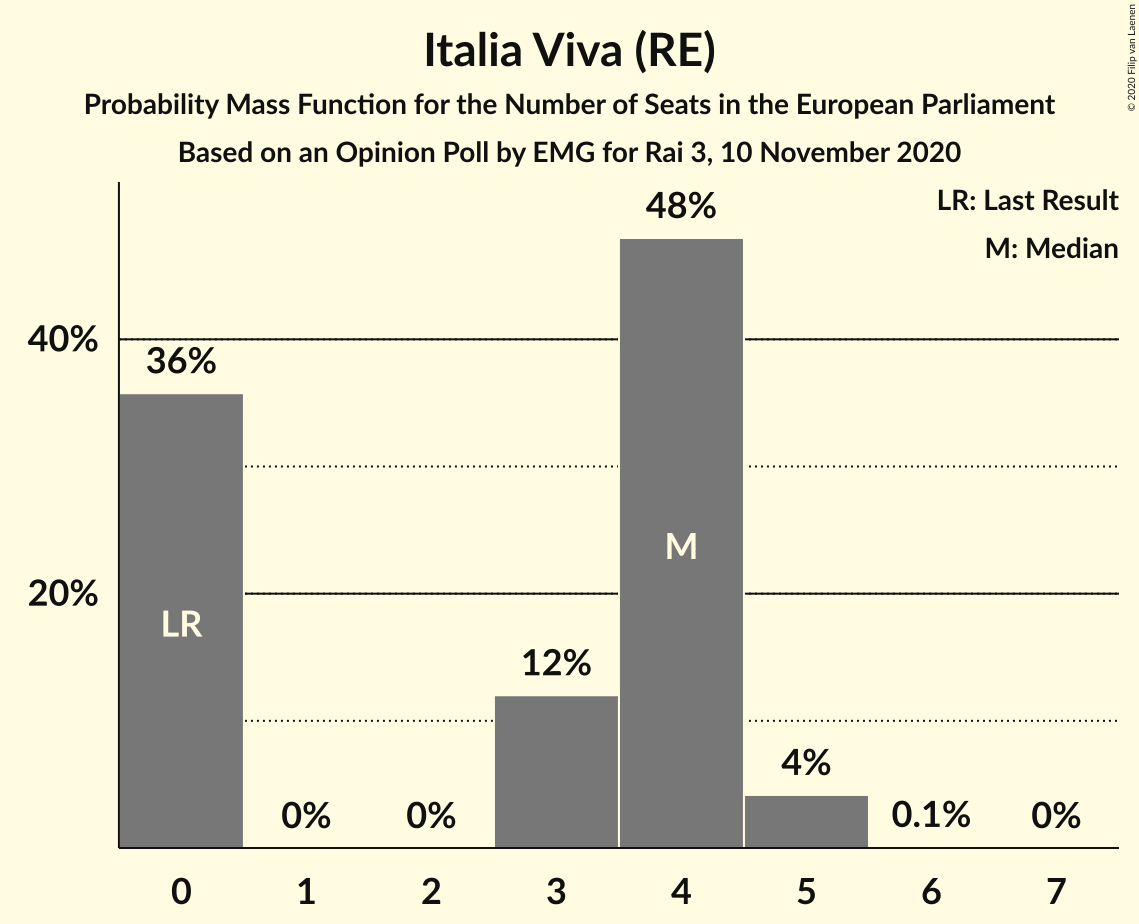 Italia Viva (RE)
Probability Mass Function for the Number of Seats in the European Parliament
Based on an Opinion Poll by EMG for Rai 3, 10 November 2020
© 2020 Filip van Laenen
LR: Last Result
M: Median
48%
40%
36%
M
20%
LR
12%
4%
0%
0%
0.1%
0%
0
1
2
3
4
5
6
7